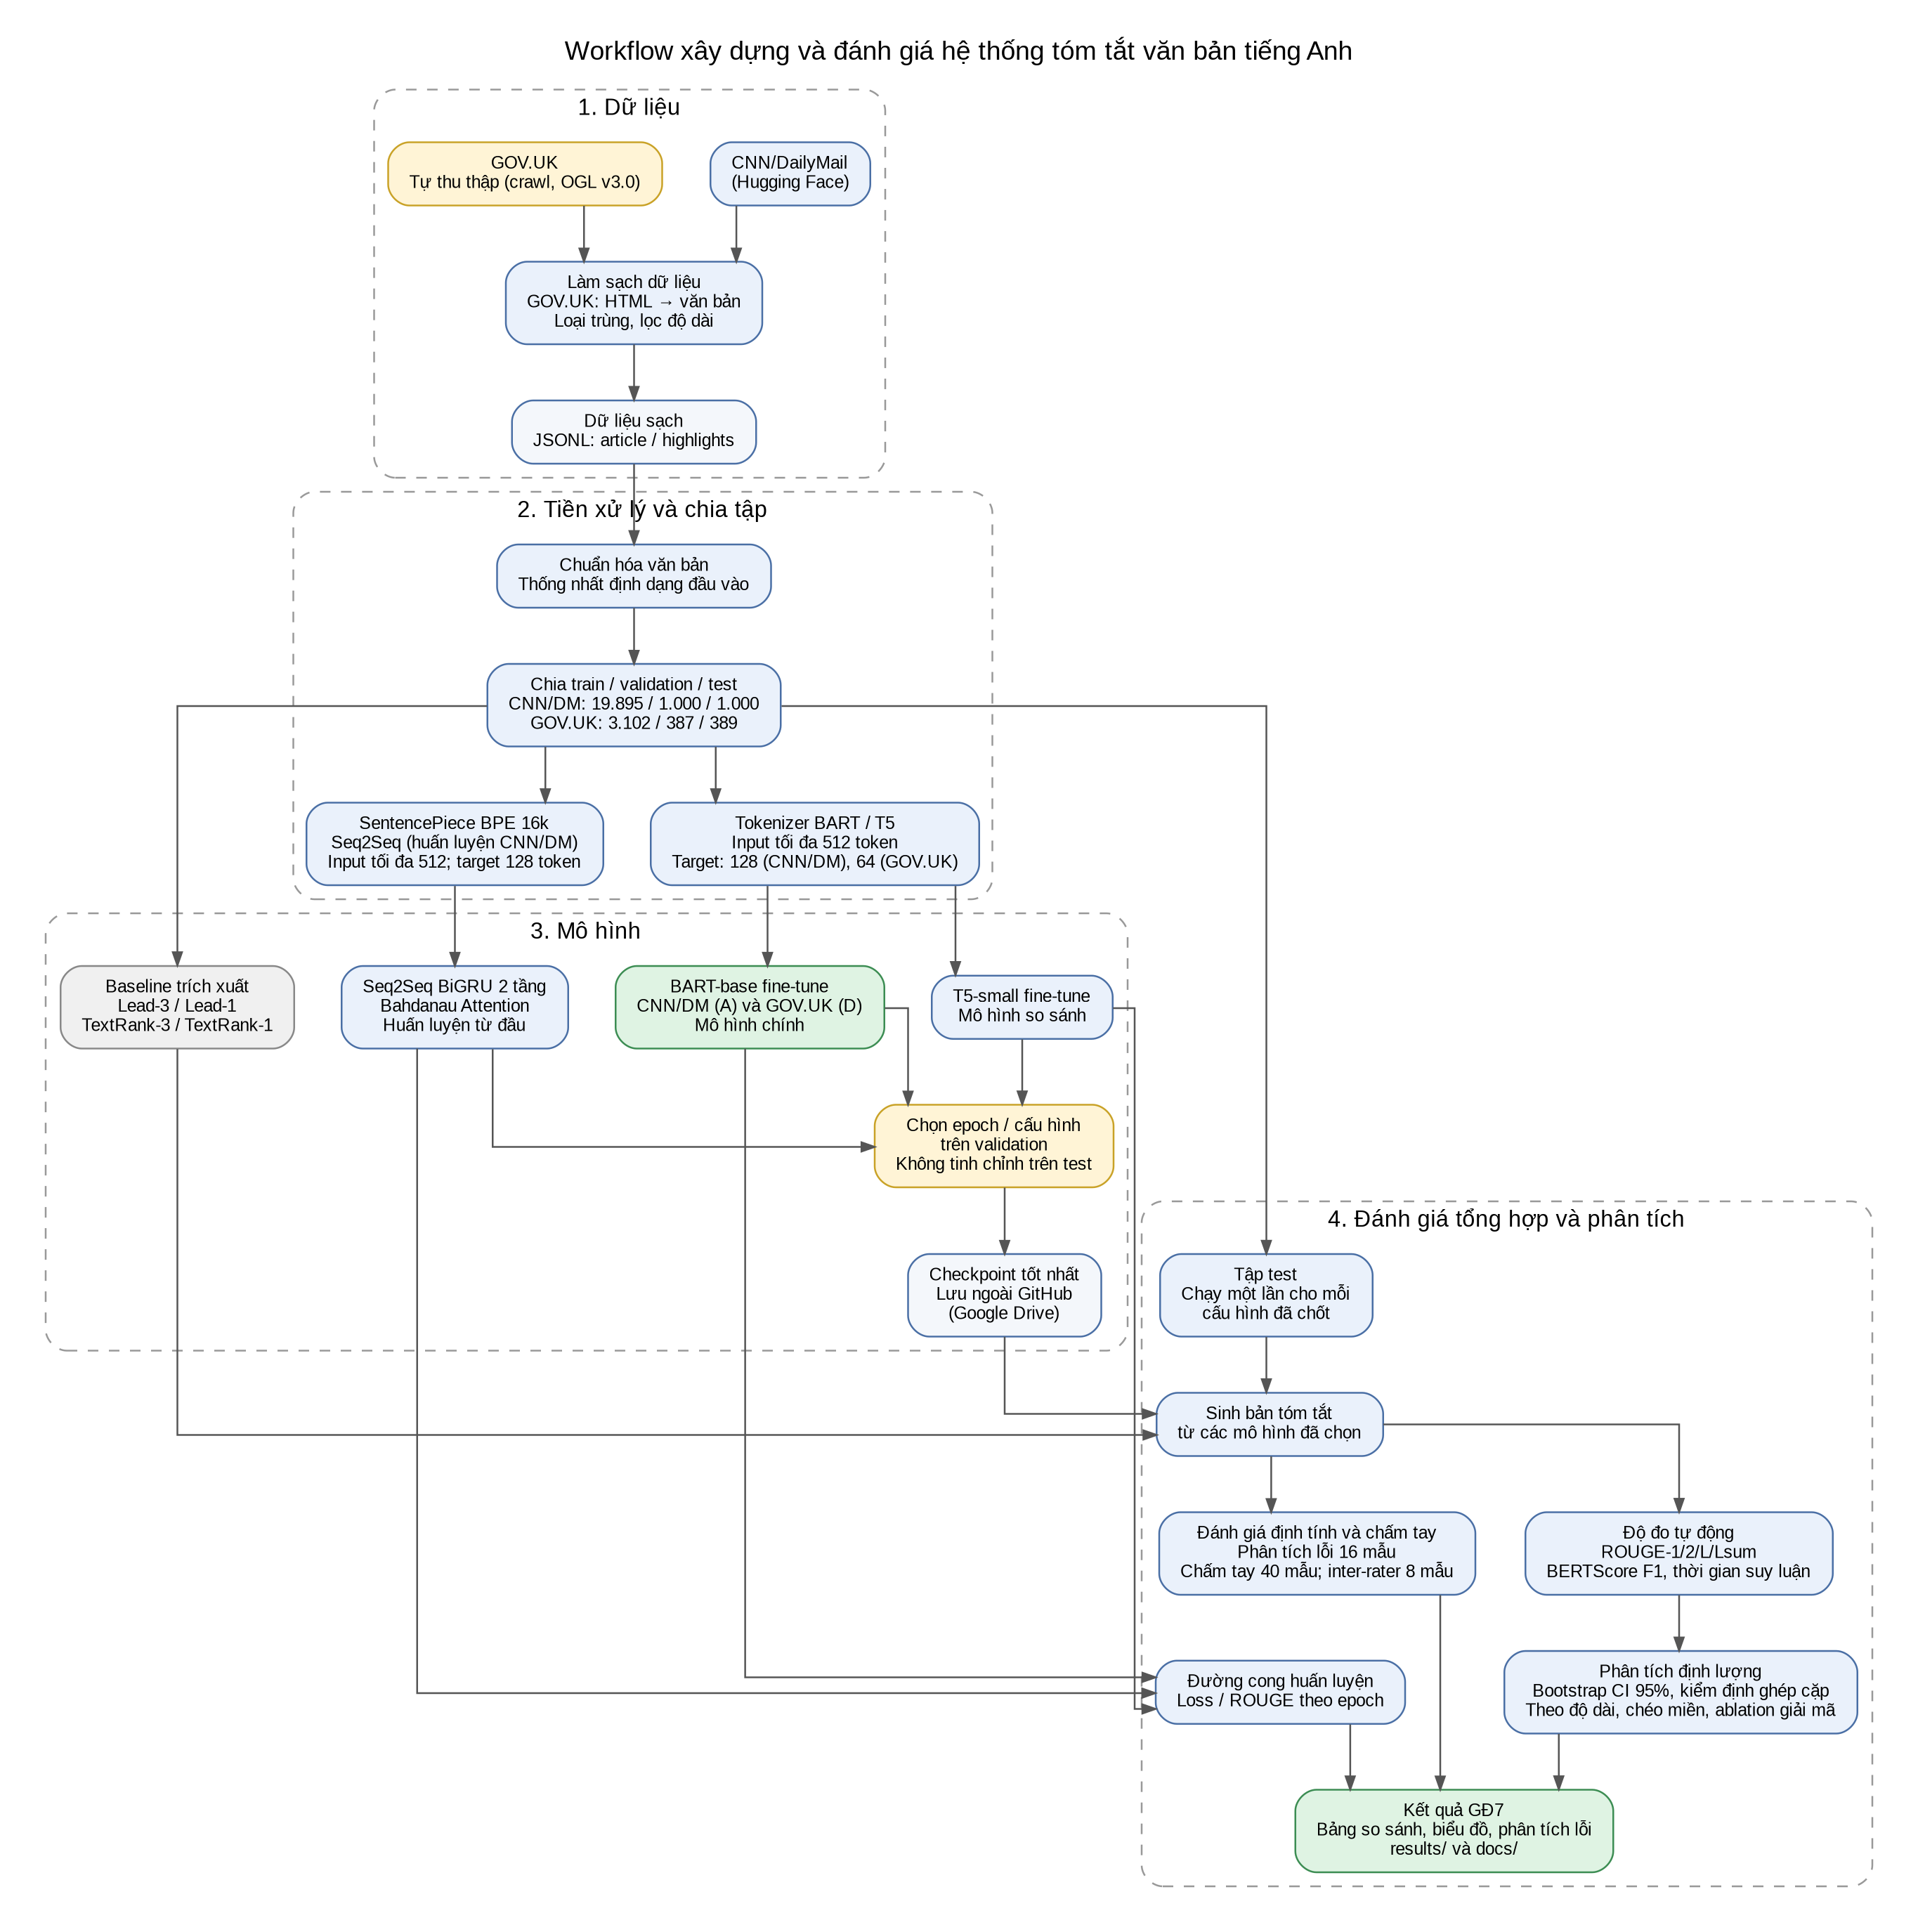 Workflow xây dựng và đánh giá hệ thống tóm tắt văn bản tiếng Anh
1. Dữ liệu
GOV.UK
Tự thu thập (crawl, OGL v3.0)
CNN/DailyMail
(Hugging Face)
Làm sạch dữ liệu
GOV.UK: HTML → văn bản
Loại trùng, lọc độ dài
Dữ liệu sạch
JSONL: article / highlights
2. Tiền xử lý và chia tập
Chuẩn hóa văn bản
Thống nhất định dạng đầu vào
Chia train / validation / test
CNN/DM: 19.895 / 1.000 / 1.000
GOV.UK: 3.102 / 387 / 389
SentencePiece BPE 16k
Seq2Seq (huấn luyện CNN/DM)
Input tối đa 512; target 128 token
Tokenizer BART / T5
Input tối đa 512 token
Target: 128 (CNN/DM), 64 (GOV.UK)
3. Mô hình
Baseline trích xuất
Lead-3 / Lead-1
TextRank-3 / TextRank-1
Seq2Seq BiGRU 2 tầng
Bahdanau Attention
Huấn luyện từ đầu
BART-base fine-tune
CNN/DM (A) và GOV.UK (D)
Mô hình chính
T5-small fine-tune
Mô hình so sánh
Chọn epoch / cấu hình
trên validation
Không tinh chỉnh trên test
Checkpoint tốt nhất
Lưu ngoài GitHub
(Google Drive)
4. Đánh giá tổng hợp và phân tích
Tập test
Chạy một lần cho mỗi
cấu hình đã chốt
Sinh bản tóm tắt
từ các mô hình đã chọn
Đánh giá định tính và chấm tay
Phân tích lỗi 16 mẫu
Chấm tay 40 mẫu; inter-rater 8 mẫu
Độ đo tự động
ROUGE-1/2/L/Lsum
BERTScore F1, thời gian suy luận
Đường cong huấn luyện
Loss / ROUGE theo epoch
Phân tích định lượng
Bootstrap CI 95%, kiểm định ghép cặp
Theo độ dài, chéo miền, ablation giải mã
Kết quả GĐ7
Bảng so sánh, biểu đồ, phân tích lỗi
results/ và docs/